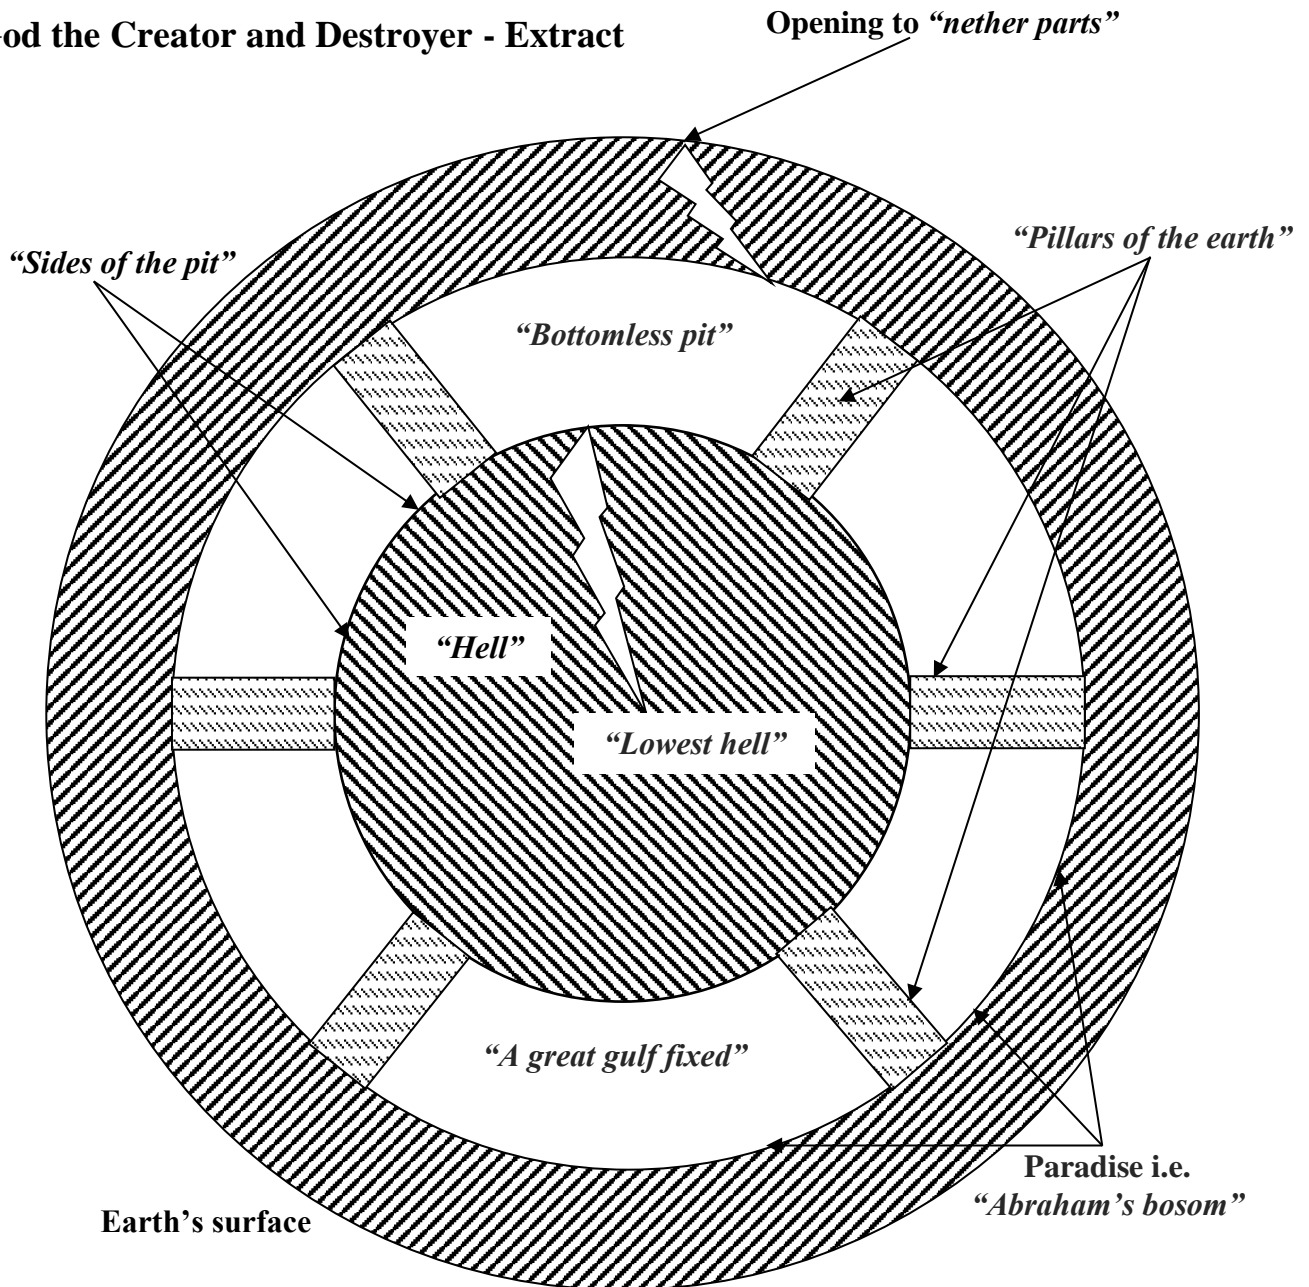 od the Creator and Destroyer - Extract
Opening to “nether parts”
“Sides of the pit”
“Pillars of the earth”
“Bottomless pit”
“Hell”
“Lowest hell”
“A great gulf fixed”
Paradise i.e.
“Abraham’s bosom”
Earth’s surface